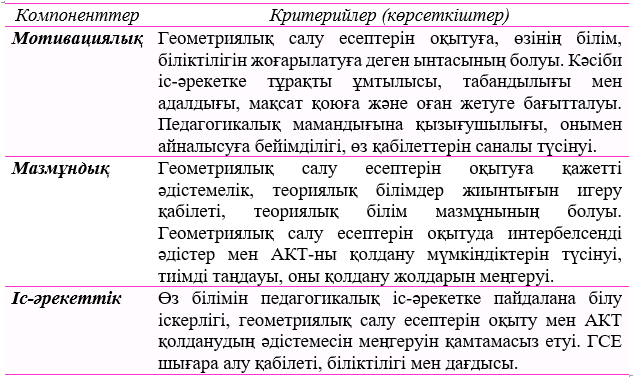 Компоненттер Критерийлер (көрсеткіштер)
Мотивациялық Геометриялық салу есептерін оқытуға, өзінің білім,
біліктілігін жоғарылатуға деген ынтасының болуы. Кәсіби
іс-әрекетке тұрақты ұмтылысы, табандылығы мен
адалдығы, мақсат қоюға және оған жетуге бағытталуы.
Педагогикалық мамандығына қызығушылығы, онымен
айналысуға бейімділігі, өз қабілеттерін саналы түсінуі.
Мазмұндық Геометриялық салу есептерін оқытуға қажетті
әдістемелік, теориялық білімдер жиынтығын игеру
қабілеті, теориялық білім мазмұнының болуы.
Геометриялық салу есептерін оқытуда интербелсенді
әдістер мен АКТ-ны қолдану мүмкіндіктерін түсінуі,
тиімді таңдауы, оны қолдану жолдарын меңгеруі.
Іс-әрекеттік Өз білімін педагогикалық іс-әрекетке пайдалана білу
іскерлігі, геометриялық салу есептерін оқыту мен АКТ
қолданудың әдістемесін меңгеруін қамтамасыз етуі. ГСЕ
шығара алу қабілеті, біліктілігі мен дағдысы.